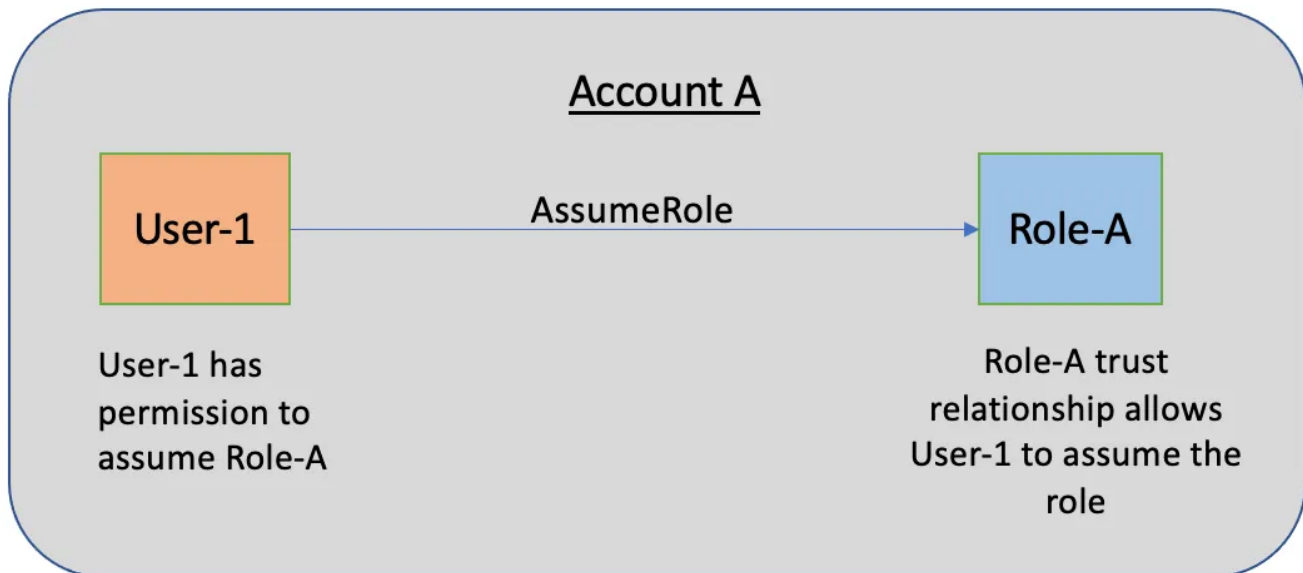 Account A
User-1
AssumeRole
Role-A
User-1 has
permission to
assume Role-A
Role-A trust
relationship allows
User-1 to assume the
role